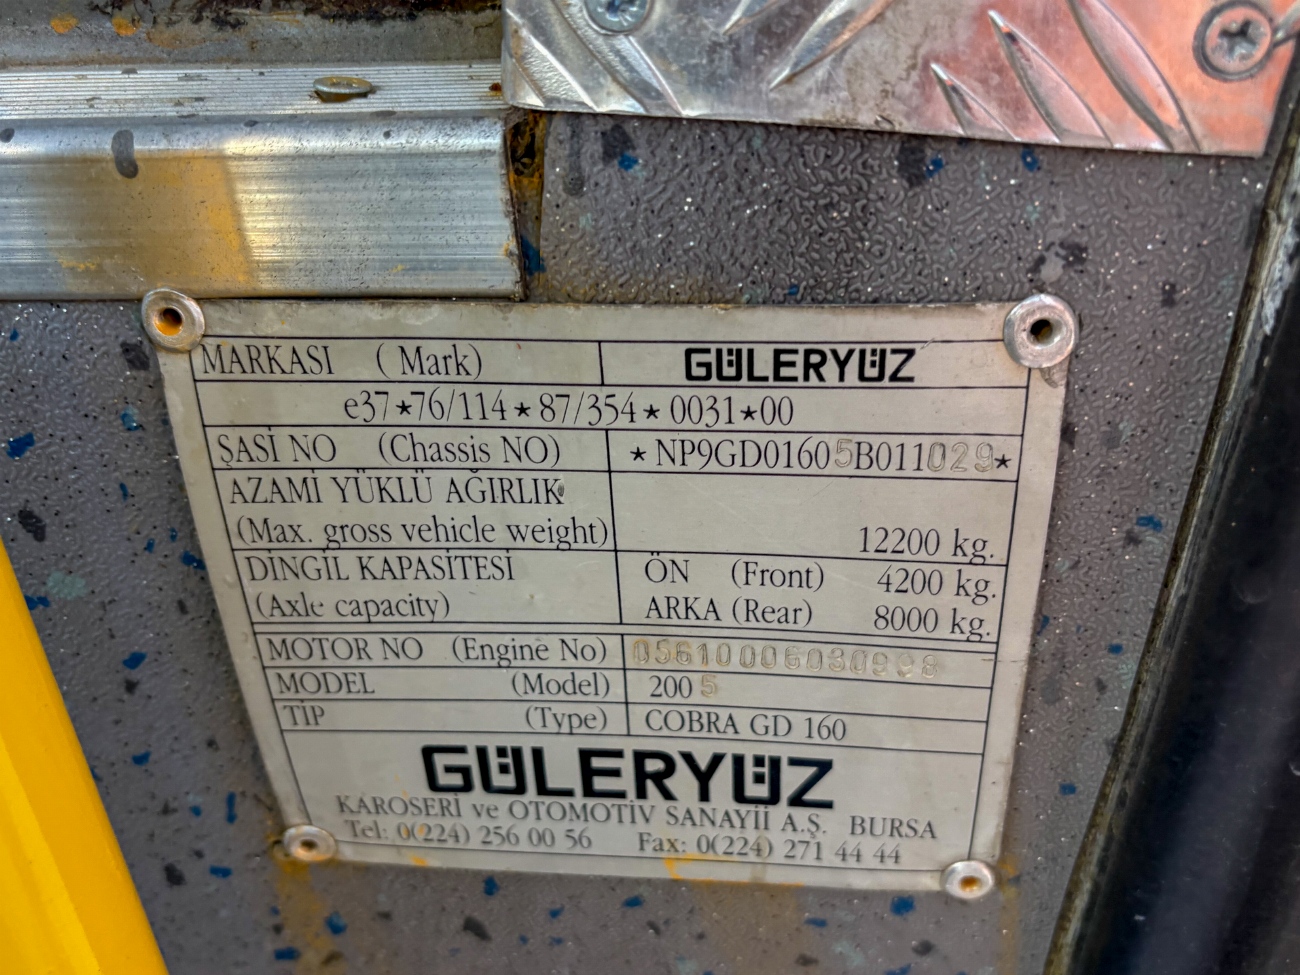 MARKASI (Mark) GÜLERYÜZ
e37★76/114★87/354★0031★00
ŞASİ NO (Chassis NO) ★NP9GD01605B011029★
AZAMİ YÜKLÜ AĞIRLIK
(Max. gross vehicle weight) 12200 kg.
DİNGİL KAPASİTESİ ÖN (Front) 4200 kg.
(Axle capacity) ARKA (Rear) 8000 kg.
MOTOR NO (Engine No) 05610006030998
MODEL (Model) 2005
TİP (Type) COBRA GD 160
GÜLERYÜZ
KAROSERİ ve OTOMOTİV SANAYİİ A.Ş. BURSA
Tel: 0(224) 256 00 56 Fax: 0(224) 271 44 44